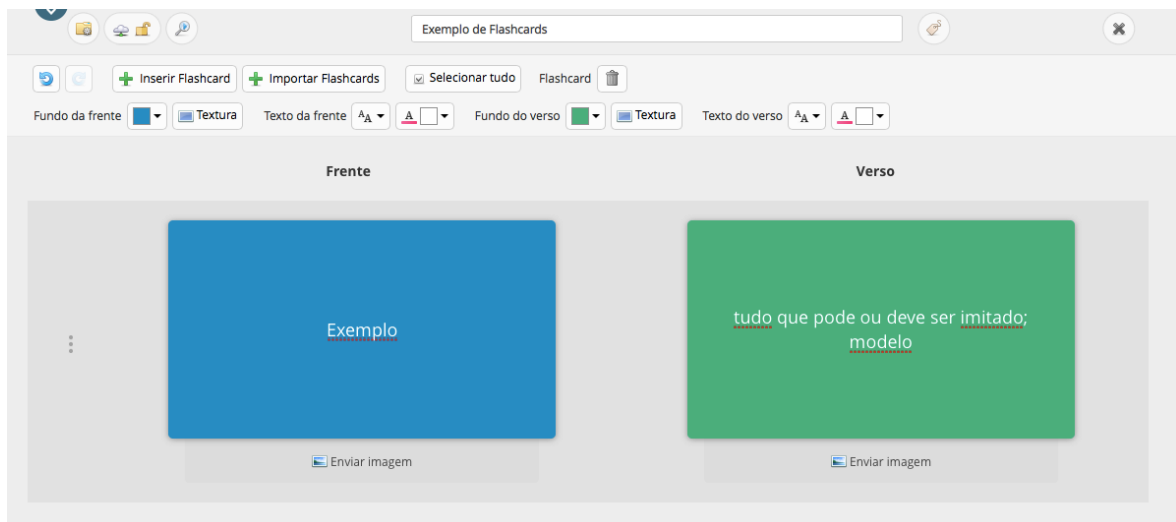 Exemplo de Flashcards
Inserir Flashcard Importar Flashcards Selecionar tudo Flashcard
Fundo da frente Textura Texto da frente AA A Fundo do verso Textura Texto do verso AA A
Frente Verso
Exemplo
tudo que pode ou deve ser imitado;
modelo
Enviar imagem Enviar imagem